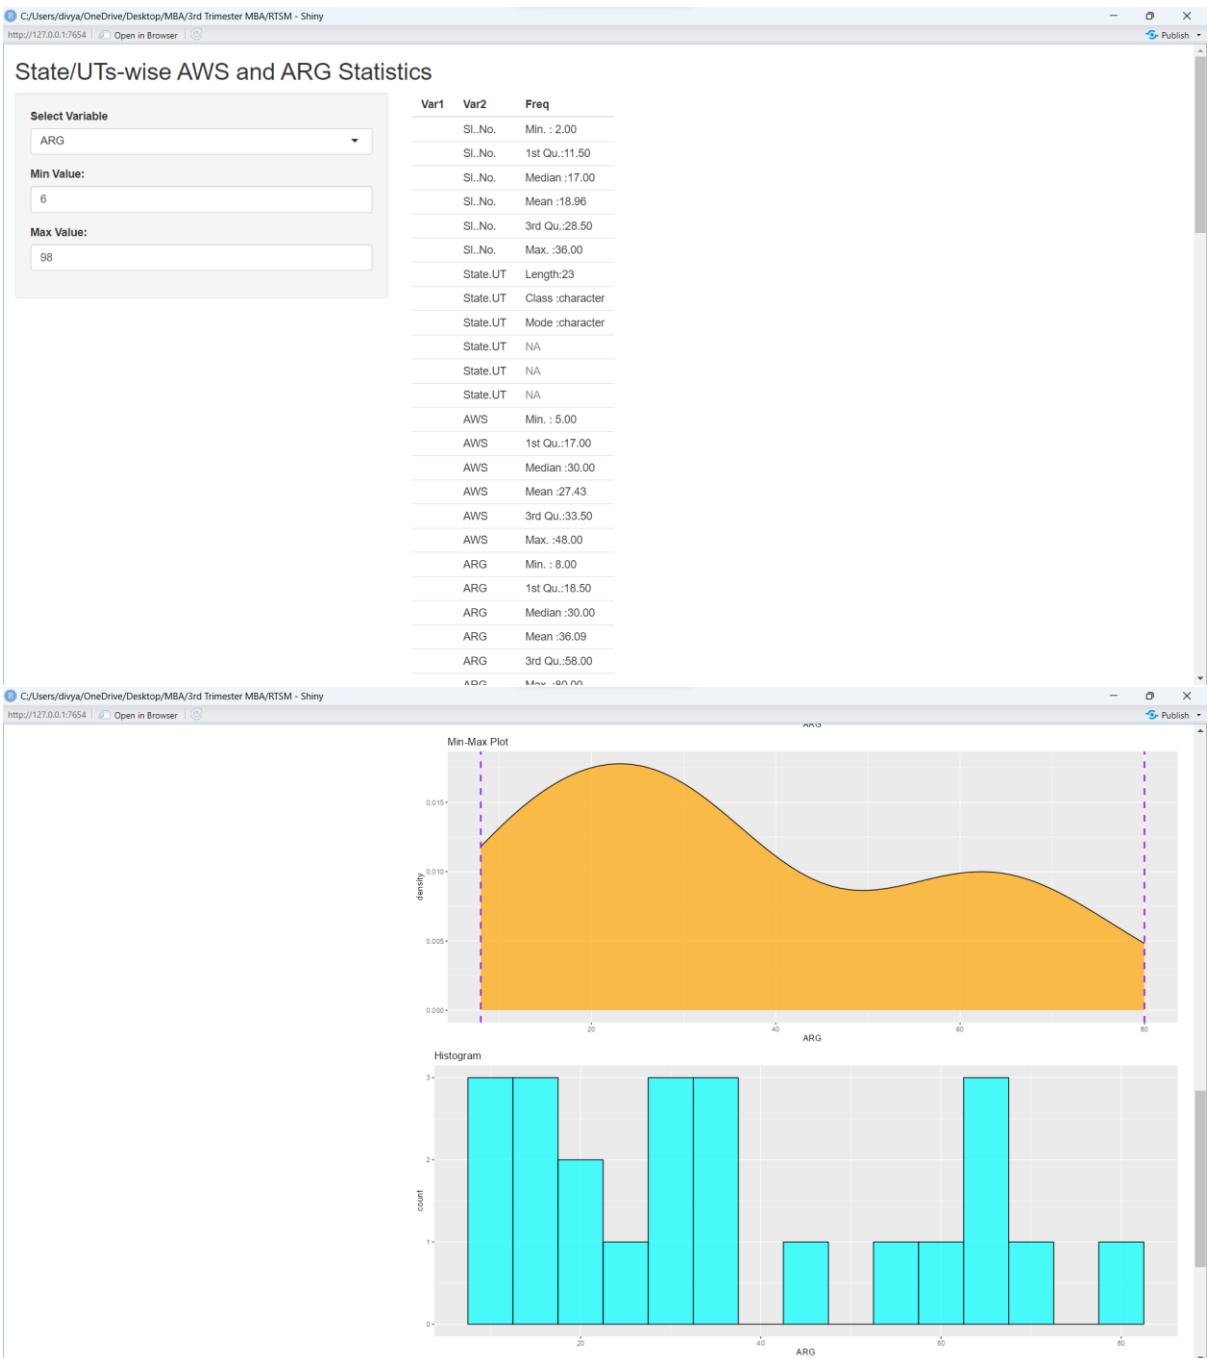 C:/Users/divya/OneDrive/Desktop/MBA/3rd Trimester MBA/RTSM - Shiny
http://127.0.0.1:7654 Open in Browser Publish
State/UTs-wise AWS and ARG Statistics
Select Variable
ARG
Min Value:
6
Max Value:
98
Var1 Var2 Freq
Sl..No. Min. : 2.00
Sl..No. 1st Qu.:11.50
Sl..No. Median :17.00
Sl..No. Mean :18.96
Sl..No. 3rd Qu.:28.50
Sl..No. Max. :36.00
State.UT Length:23
State.UT Class :character
State.UT Mode :character
State.UT NA
State.UT NA
State.UT NA
AWS Min. : 5.00
AWS 1st Qu.:17.00
AWS Median :30.00
AWS Mean :27.43
AWS 3rd Qu.:33.50
AWS Max. :48.00
ARG Min. : 8.00
ARG 1st Qu.:18.50
ARG Median :30.00
ARG Mean :36.09
ARG 3rd Qu.:58.00
ARG Max. :80.00
C:/Users/divya/OneDrive/Desktop/MBA/3rd Trimester MBA/RTSM - Shiny
http://127.0.0.1:7654 Open in Browser Publish
ARG
Min-Max Plot
0.015
0.010
0.005
0.000
density
20 40 60 80
ARG
Histogram
3
2
1
0
count
20 40 60 80
ARG